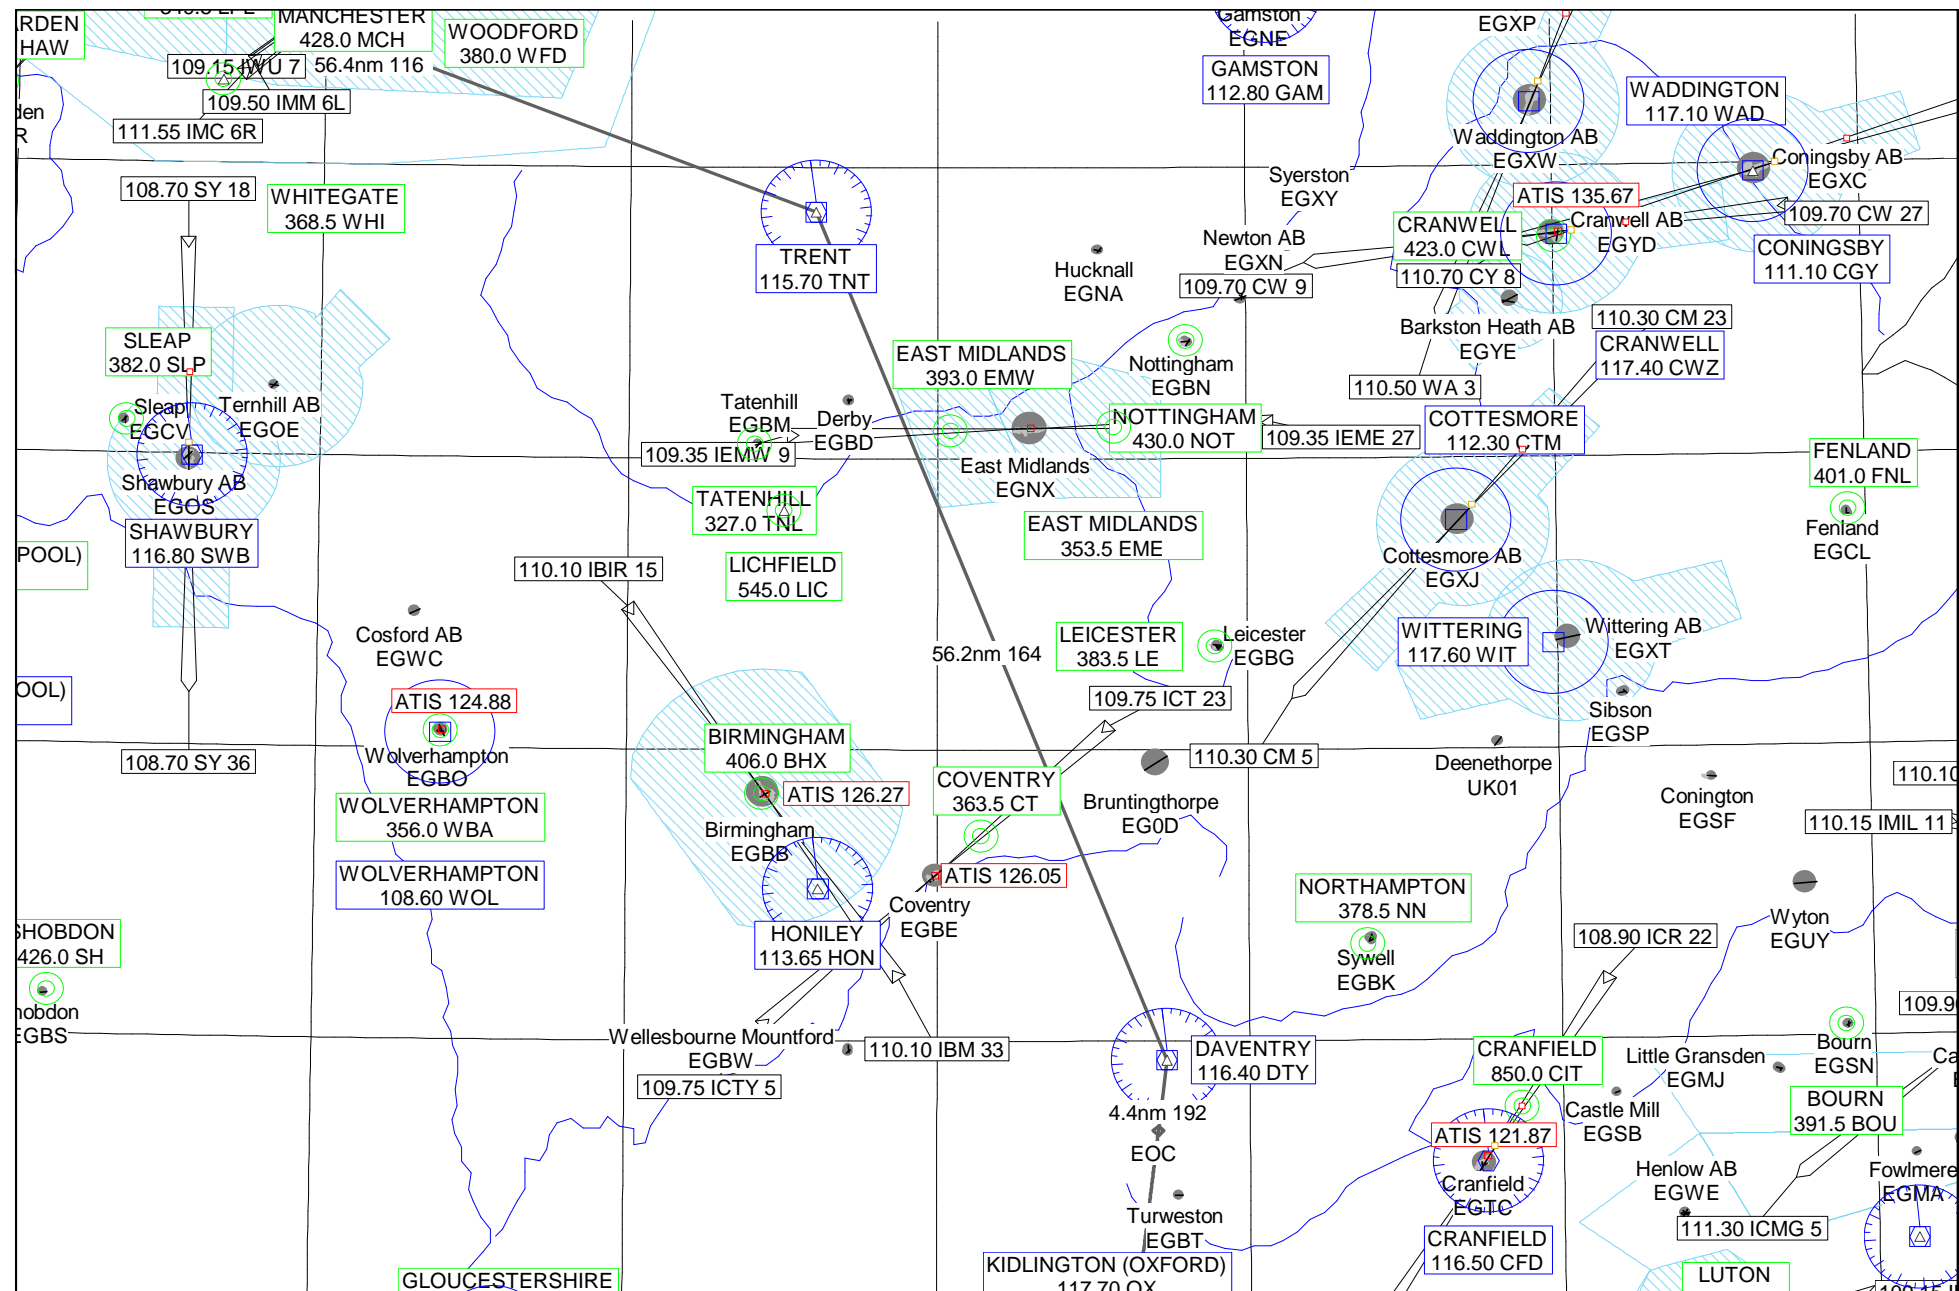 ARDEN
HAW
MANCHESTER
428.0 MCH
WOODFORD
380.0 WFD
109.15 IWU 7
56.4nm 116
109.50 IMM 6L
111.55 IMC 6R
den
R
Gamston
EGNE
GAMSTON
112.80 GAM
EGXP
WADDINGTON
117.10 WAD
Waddington AB
EGXW
Coningsby AB
EGXC
108.70 SY 18
WHITEGATE
368.5 WHI
Syerston
EGXY
ATIS 135.67
109.70 CW 27
CRANWELL
423.0 CWL
Cranwell AB
EGYD
CONINGSBY
111.10 CGY
TRENT
115.70 TNT
Hucknall
EGNA
Newton AB
EGXN
109.70 CW 9
110.70 CY 8
Barkston Heath AB
EGYE
110.30 CM 23
CRANWELL
117.40 CWZ
SLEAP
382.0 SLP
EAST MIDLANDS
393.0 EMW
Nottingham
EGBN
110.50 WA 3
Sleap
EGCV
Ternhill AB
EGOE
Tatenhill
EGBM
Derby
EGBD
NOTTINGHAM
430.0 NOT
109.35 IEME 27
COTTESMORE
112.30 CTM
109.35 IEMW 9
East Midlands
EGNX
FENLAND
401.0 FNL
Shawbury AB
EGOS
SHAWBURY
116.80 SWB
TATENHILL
327.0 TNL
EAST MIDLANDS
353.5 EME
Fenland
EGCL
POOL)
110.10 IBIR 15
LICHFIELD
545.0 LIC
Cottesmore AB
EGXJ
Cosford AB
EGWC
56.2nm 164
LEICESTER
383.5 LE
Leicester
EGBG
WITTERING
117.60 WIT
Wittering AB
EGXT
OOL)
ATIS 124.88
109.75 ICT 23
Sibson
EGSP
108.70 SY 36
Wolverhampton
EGBO
BIRMINGHAM
406.0 BHX
110.30 CM 5
Deenethorpe
UK01
110.10
WOLVERHAMPTON
356.0 WBA
ATIS 126.27
COVENTRY
363.5 CT
Bruntingthorpe
EG0D
Conington
EGSF
110.15 IMIL 11
Birmingham
EGBB
WOLVERHAMPTON
108.60 WOL
ATIS 126.05
Coventry
EGBE
NORTHAMPTON
378.5 NN
Wyton
EGUY
SHOBDON
426.0 SH
HONILEY
113.65 HON
108.90 ICR 22
Sywell
EGBK
hobdon
EGBS
109.9
Wellesbourne Mountford
EGBW
110.10 IBM 33
DAVENTRY
116.40 DTY
CRANFIELD
850.0 CIT
Little Gransden
EGMJ
Bourn
EGSN
Ca
109.75 ICTY 5
4.4nm 192
Castle Mill
EGSB
BOURN
391.5 BOU
EOC
ATIS 121.87
Henlow AB
EGWE
Fowlmere
EGMA
Cranfield
EGTC
Turweston
EGBT
111.30 ICMG 5
CRANFIELD
116.50 CFD
KIDLINGTON (OXFORD)
117.70 OX
GLOUCESTERSHIRE
LUTON